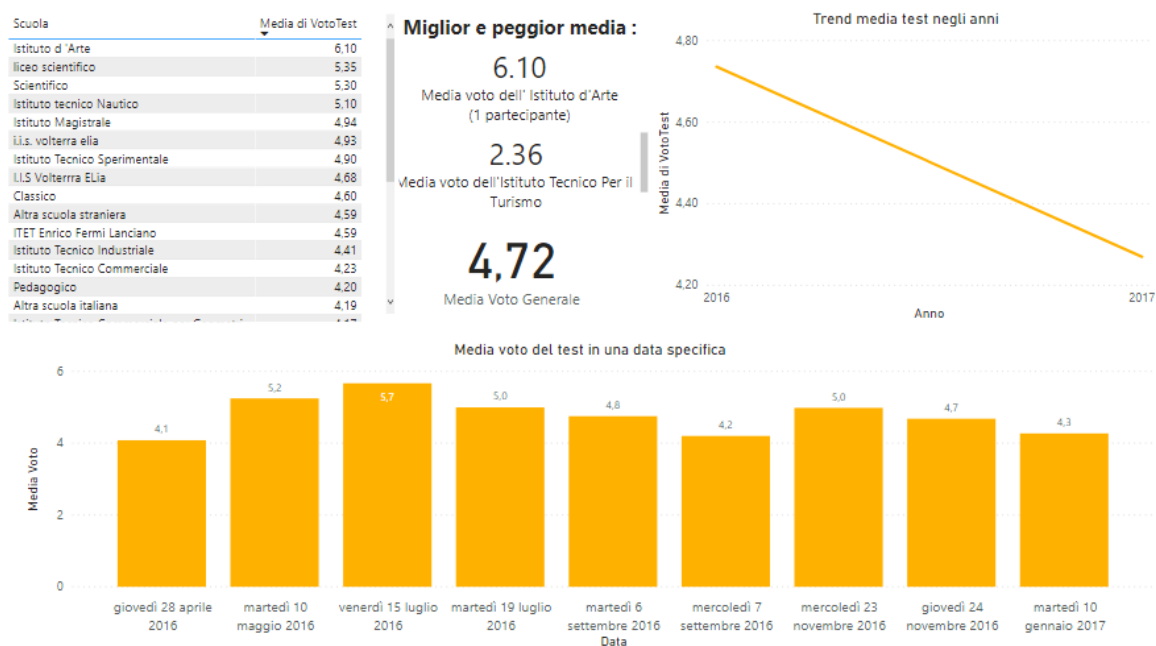 Scuola Media di VotoTest
Istituto d 'Arte 6,10
liceo scientifico 5,35
Scientifico 5,30
Istituto tecnico Nautico 5,10
Istituto Magistrale 4,94
i.i.s. volterra elia 4,93
Istituto Tecnico Sperimentale 4,90
I.I.S Volterrra ELia 4,68
Classico 4,60
Altra scuola straniera 4,59
ITET Enrico Fermi Lanciano 4,59
Istituto Tecnico Industriale 4,41
Istituto Tecnico Commerciale 4,23
Pedagogico 4,20
Altra scuola italiana 4,19
Miglior e peggior media :
6.10
Media voto dell' Istituto d'Arte
(1 partecipante)
2.36
Media voto dell'Istituto Tecnico Per il
Turismo
4,72
Media Voto Generale
Trend media test negli anni
Media di VotoTest
4,80
4,60
4,40
4,20
2016 2017
Anno
Media voto del test in una data specifica
Media Voto
6
4
2
0
4,1 5,2 5,7 5,0 4,8 4,2 5,0 4,7 4,3
giovedì 28 aprile martedì 10 venerdì 15 luglio martedì 19 luglio martedì 6 mercoledì 7 mercoledì 23 giovedì 24 martedì 10
2016 maggio 2016 2016 2016 settembre 2016 settembre 2016 novembre 2016 novembre 2016 gennaio 2017
Data